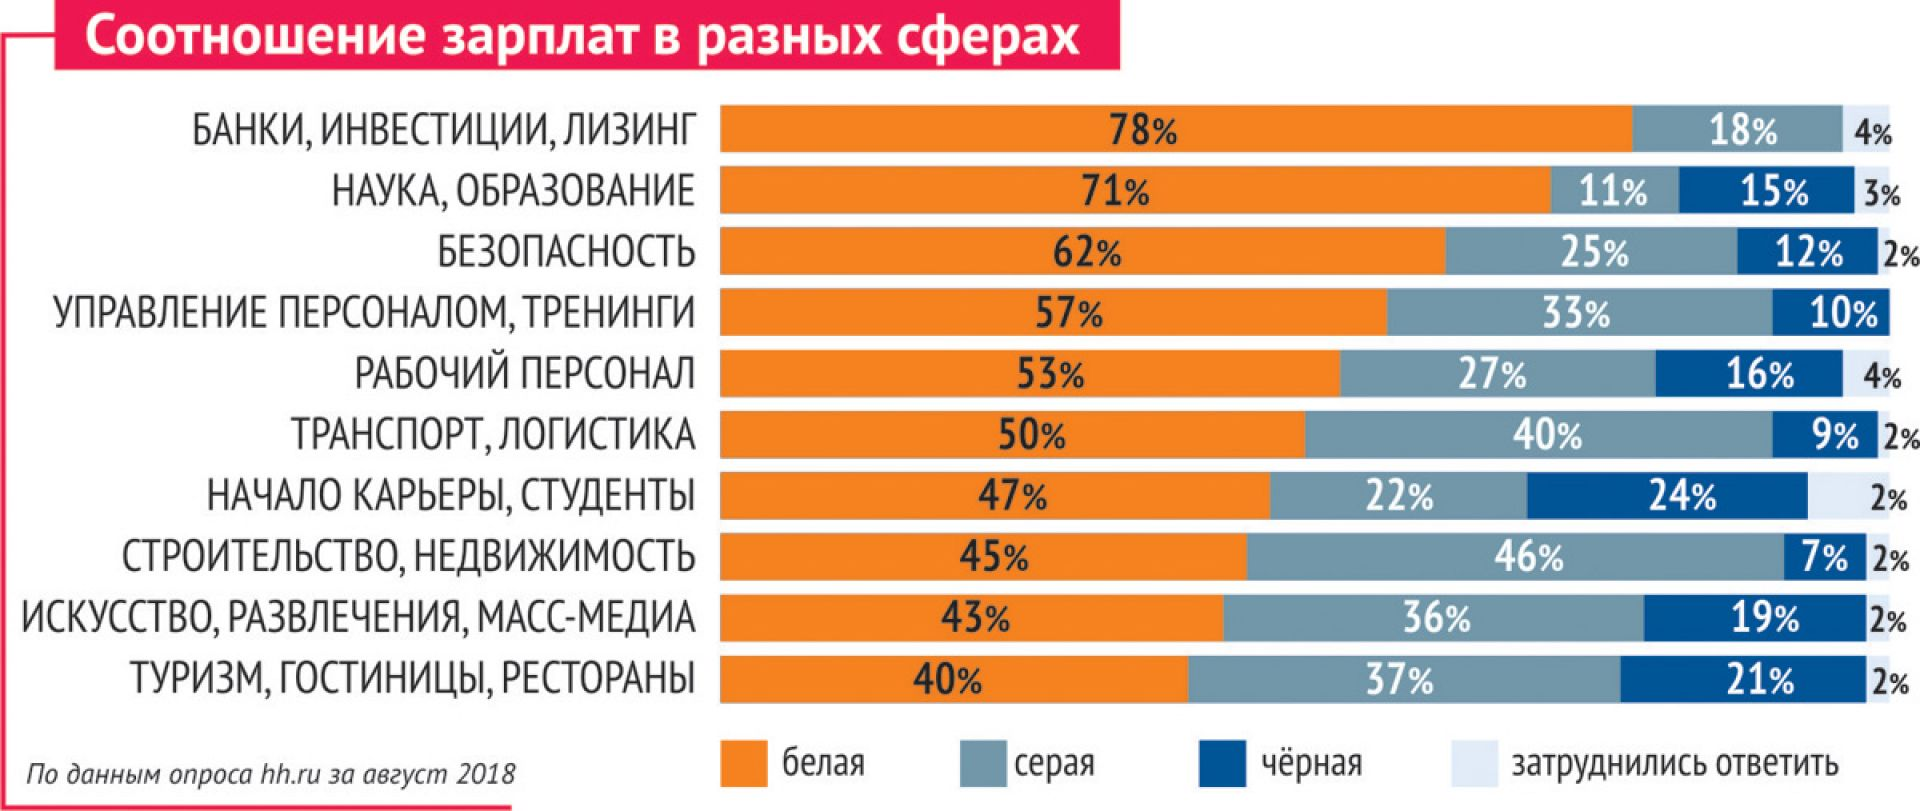 Соотношение зарплат в разных сферах
БАНКИ, ИНВЕСТИЦИИ, ЛИЗИНГ 78% 18% 4%
НАУКА, ОБРАЗОВАНИЕ 71% 11% 15% 3%
БЕЗОПАСНОСТЬ 62% 25% 12% 2%
УПРАВЛЕНИЕ ПЕРСОНАЛОМ, ТРЕНИНГИ 57% 33% 10%
РАБОЧИЙ ПЕРСОНАЛ 53% 27% 16% 4%
ТРАНСПОРТ, ЛОГИСТИКА 50% 40% 9% 2%
НАЧАЛО КАРЬЕРЫ, СТУДЕНТЫ 47% 22% 24% 2%
СТРОИТЕЛЬСТВО, НЕДВИЖИМОСТЬ 45% 46% 7% 2%
ИСКУССТВО, РАЗВЛЕЧЕНИЯ, МАСС-МЕДИА 43% 36% 19% 2%
ТУРИЗМ, ГОСТИНИЦЫ, РЕСТОРАНЫ 40% 37% 21% 2%
белая серая чёрная затруднились ответить
По данным опроса hh.ru за август 2018